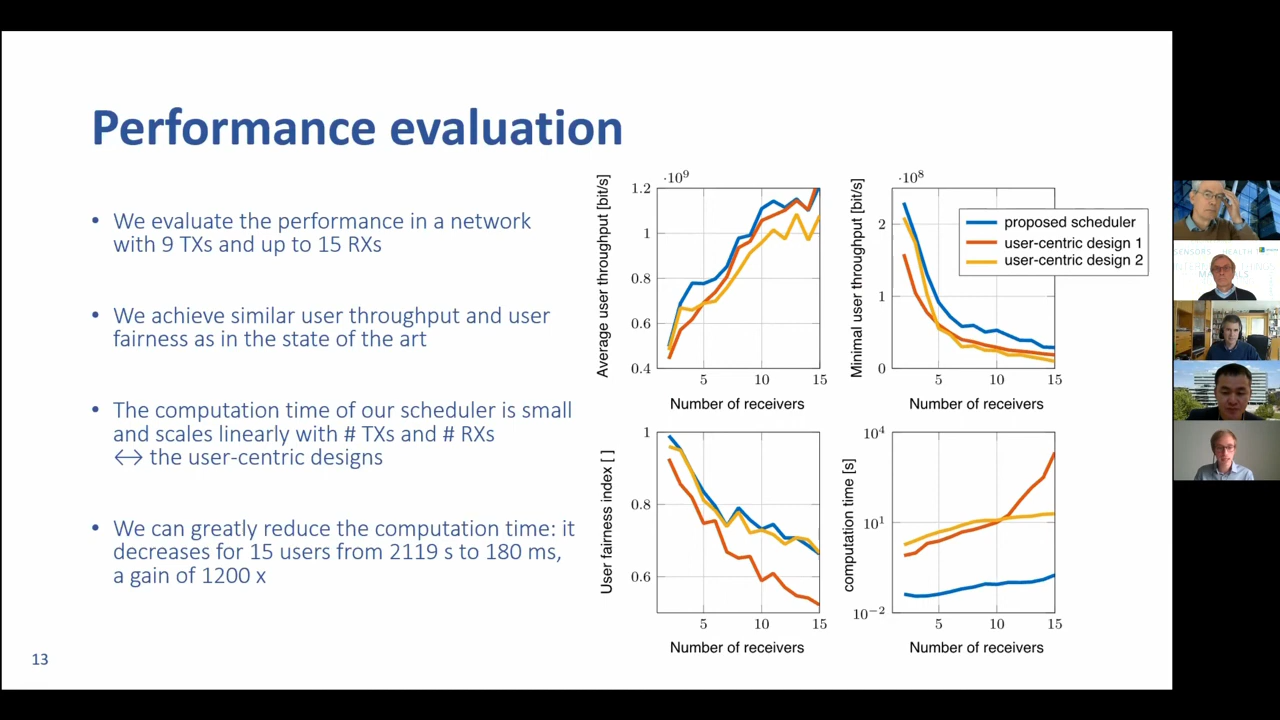 Performance evaluation
• We evaluate the performance in a network
with 9 TXs and up to 15 RXs
• We achieve similar user throughput and user
fairness as in the state of the art
• The computation time of our scheduler is small
and scales linearly with # TXs and # RXs
↔ the user-centric designs
• We can greatly reduce the computation time: it
decreases for 15 users from 2119 s to 180 ms,
a gain of 1200 x
13
·10⁹
Average user throughput [bit/s]
1.2
1
0.8
0.6
0.4
5 10 15
Number of receivers
·10⁸
Minimal user throughput [bit/s]
2
1
0
5 10 15
Number of receivers
proposed scheduler
user-centric design 1
user-centric design 2
User fairness index [ ]
1
0.8
0.6
5 10 15
Number of receivers
computation time [s]
10⁴
10¹
10⁻²
5 10 15
Number of receivers